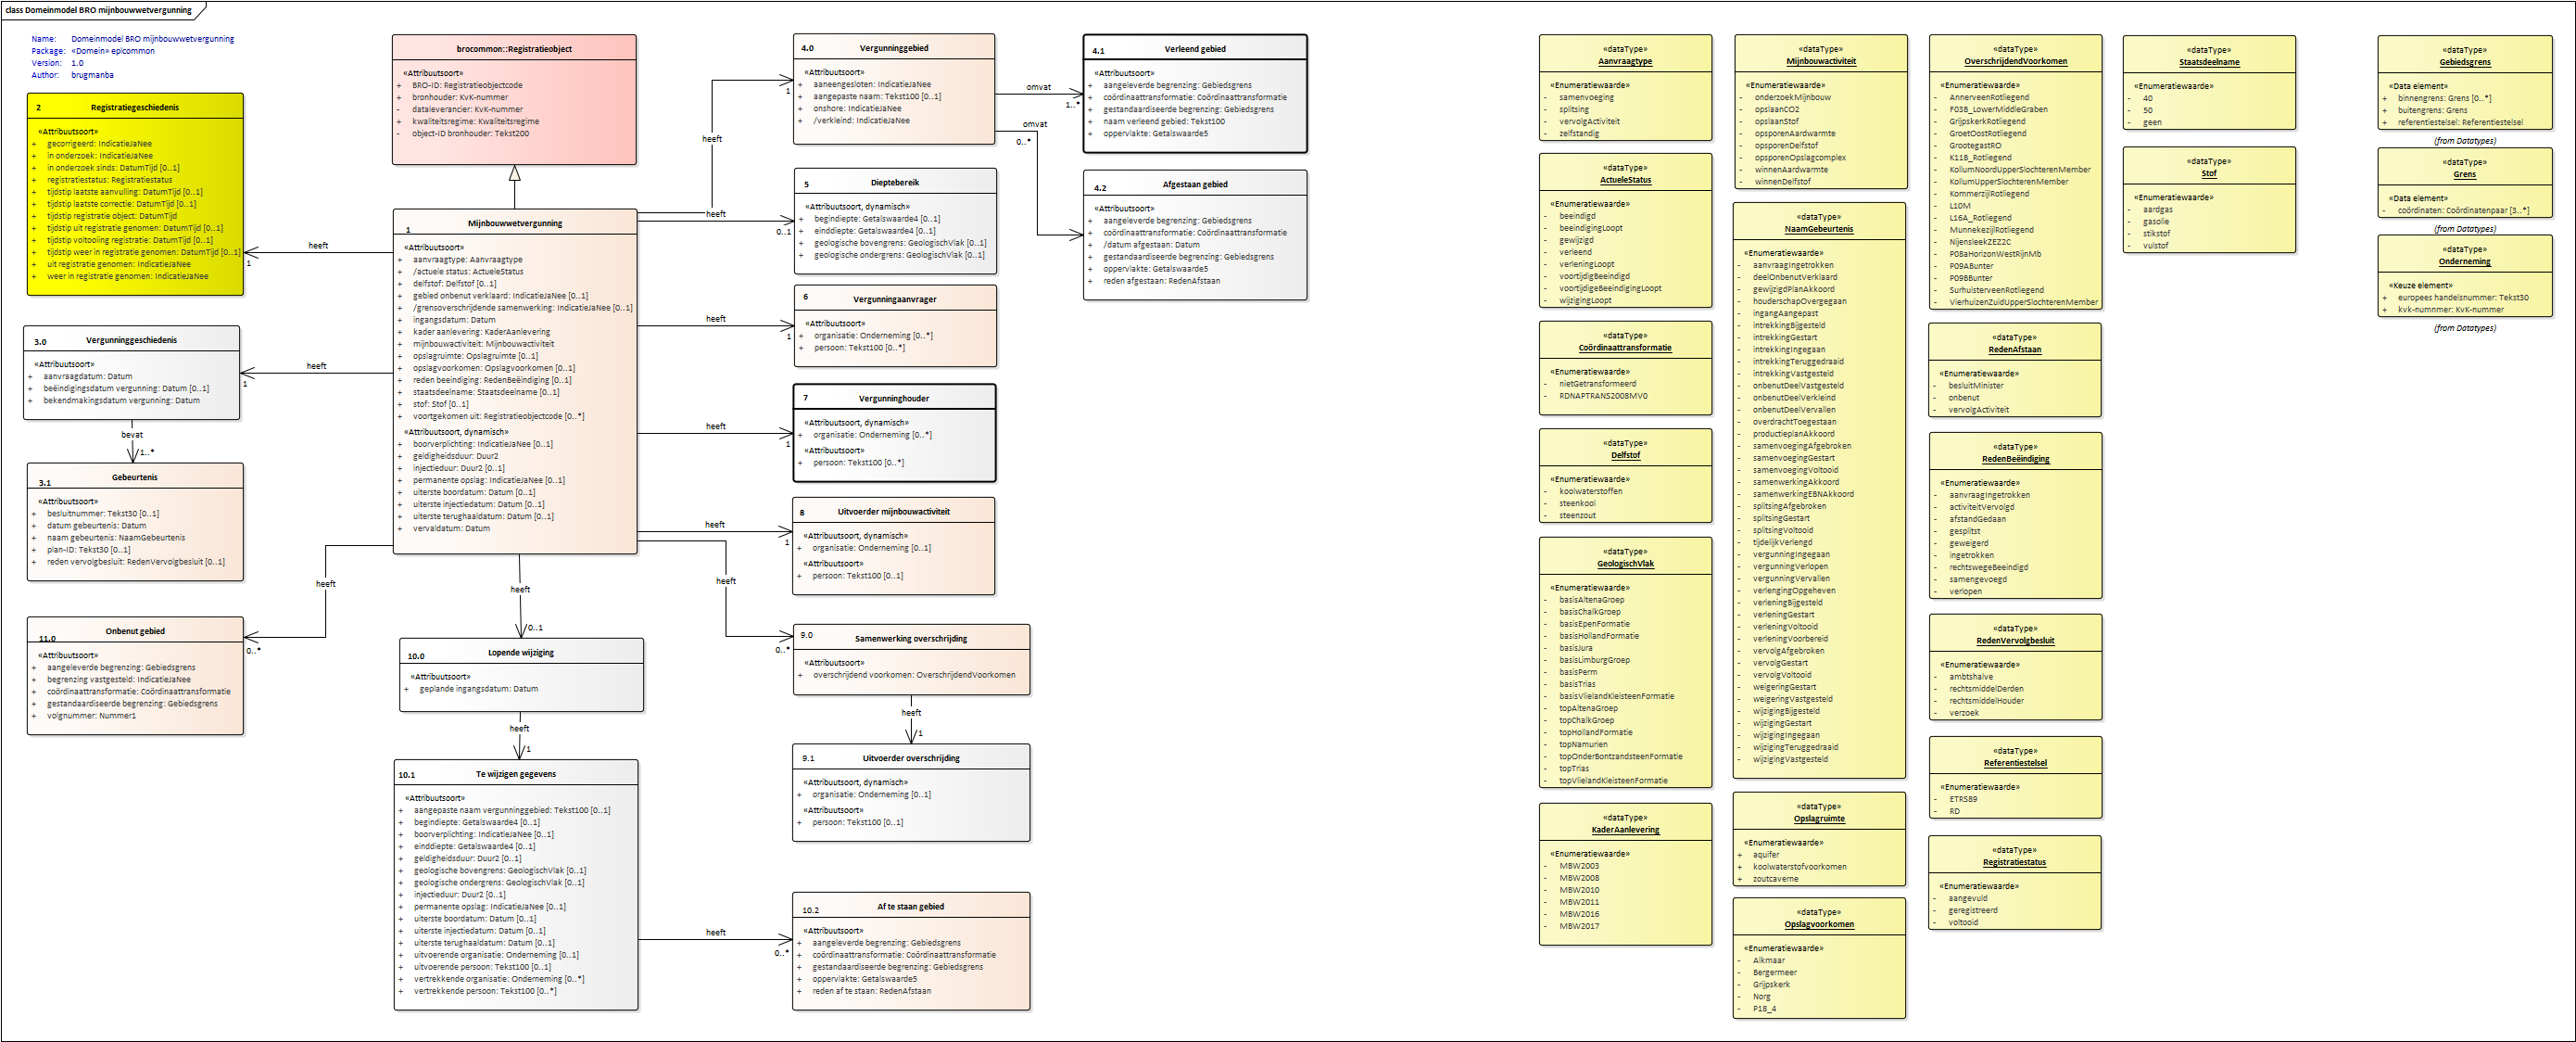 class Domeinmodel BRO mijnbouwwetvergunning
Name: Domeinmodel BRO mijnbouwwetvergunning
Package: «Domein» eplcommon
Version: 1.0
Author: brugmanba
2 Registratiegeschiedenis
«Attribuutsoort»
+ gecorrigeerd: IndicatieJaNee
+ in onderzoek: IndicatieJaNee
+ in onderzoek sinds: DatumTijd [0..1]
+ registratiestatus: Registratiestatus
+ tijdstip laatste aanvulling: DatumTijd [0..1]
+ tijdstip laatste correctie: DatumTijd [0..1]
+ tijdstip registratie object: DatumTijd
+ tijdstip uit registratie genomen: DatumTijd [0..1]
+ tijdstip voltooiing registratie: DatumTijd [0..1]
+ tijdstip weer in registratie genomen: DatumTijd [0..1]
+ uit registratie genomen: IndicatieJaNee
+ weer in registratie genomen: IndicatieJaNee
heeft
1
3.0 Vergunninggeschiedenis
«Attribuutsoort»
+ aanvraagdatum: Datum
+ beëindigingsdatum vergunning: Datum [0..1]
+ bekendmakingsdatum vergunning: Datum
heeft
1
bevat
1..*
3.1 Gebeurtenis
«Attribuutsoort»
+ besluitnummer: Tekst30 [0..1]
+ datum gebeurtenis: Datum
+ naam gebeurtenis: NaamGebeurtenis
+ plan-ID: Tekst30 [0..1]
+ reden vervolgbesluit: RedenVervolgbesluit [0..1]
heeft
0..*
11.0 Onbenut gebied
«Attribuutsoort»
+ aangeleverde begrenzing: Gebiedsgrens
+ begrenzing vastgesteld: IndicatieJaNee
+ coördinaattransformatie: Coördinaattransformatie
+ gestandaardiseerde begrenzing: Gebiedsgrens
+ volgnummer: Nummer1
brocommon::Registratieobject
«Attribuutsoort»
+ BRO-ID: Registratieobjectcode
+ bronhouder: KvK-nummer
- dataleverancier: KvK-nummer
+ kwaliteitsregime: Kwaliteitsregime
- object-ID bronhouder: Tekst200
1 Mijnbouwwetvergunning
«Attribuutsoort»
+ aanvraagtype: Aanvraagtype
+ /actuele status: ActueleStatus
+ delfstof: Delfstof [0..1]
+ gebied onbenut verklaard: IndicatieJaNee [0..1]
+ /grensoverschrijdende samenwerking: IndicatieJaNee [0..1]
+ ingangsdatum: Datum
+ kader aanlevering: KaderAanlevering
+ mijnbouwactiviteit: Mijnbouwactiviteit
+ opslagruimte: Opslagruimte [0..1]
+ opslagvoorkomen: Opslagvoorkomen [0..1]
+ reden beeindiging: RedenBeëindiging [0..1]
+ staatsdeelname: Staatsdeelname [0..1]
+ stof: Stof [0..1]
+ voortgekomen uit: Registratieobjectcode [0..*]
«Attribuutsoort, dynamisch»
+ boorverplichting: IndicatieJaNee [0..1]
+ geldigheidsduur: Duur2
+ injectieduur: Duur2 [0..1]
+ permanente opslag: IndicatieJaNee [0..1]
+ uiterste boordatum: Datum [0..1]
+ uiterste injectiedatum: Datum [0..1]
+ uiterste terughaaldatum: Datum [0..1]
+ vervaldatum: Datum
heeft
0..1
10.0 Lopende wijziging
«Attribuutsoort»
+ geplande ingangsdatum: Datum
heeft
1
10.1 Te wijzigen gegevens
«Attribuutsoort»
+ aangepaste naam vergunninggebied: Tekst100 [0..1]
+ begindiepte: Getalswaarde4 [0..1]
+ boorverplichting: IndicatieJaNee [0..1]
+ einddiepte: Getalswaarde4 [0..1]
+ geldigheidsduur: Duur2 [0..1]
+ geologische bovengrens: GeologischVlak [0..1]
+ geologische ondergrens: GeologischVlak [0..1]
+ injectieduur: Duur2 [0..1]
+ permanente opslag: IndicatieJaNee [0..1]
+ uiterste boordatum: Datum [0..1]
+ uiterste injectiedatum: Datum [0..1]
+ uiterste terughaaldatum: Datum [0..1]
+ uitvoerende organisatie: Onderneming [0..1]
+ uitvoerende persoon: Tekst100 [0..1]
+ vertrekkende organisatie: Onderneming [0..*]
+ vertrekkende persoon: Tekst100 [0..*]
heeft
1
4.0 Vergunninggebied
«Attribuutsoort»
+ aaneengesloten: IndicatieJaNee
+ aangepaste naam: Tekst100 [0..1]
+ onshore: IndicatieJaNee
+ /verkleind: IndicatieJaNee
heeft
0..1
5 Dieptebereik
«Attribuutsoort, dynamisch»
+ begindiepte: Getalswaarde4 [0..1]
+ einddiepte: Getalswaarde4 [0..1]
+ geologische bovengrens: GeologischVlak [0..1]
+ geologische ondergrens: GeologischVlak [0..1]
heeft
1
6 Vergunningaanvrager
«Attribuutsoort»
+ organisatie: Onderneming [0..*]
+ persoon: Tekst100 [0..*]
heeft
1
7 Vergunninghouder
«Attribuutsoort, dynamisch»
+ organisatie: Onderneming [0..*]
«Attribuutsoort»
+ persoon: Tekst100 [0..*]
heeft
1
8 Uitvoerder mijnbouwactiviteit
«Attribuutsoort, dynamisch»
+ organisatie: Onderneming [0..1]
«Attribuutsoort»
+ persoon: Tekst100 [0..1]
heeft
0..*
9.0 Samenwerking overschrijding
«Attribuutsoort»
+ overschrijdend voorkomen: OverschrijdendVoorkomen
heeft
1
9.1 Uitvoerder overschrijding
«Attribuutsoort, dynamisch»
+ organisatie: Onderneming [0..1]
«Attribuutsoort»
+ persoon: Tekst100 [0..1]
heeft
0..*
10.2 Af te staan gebied
«Attribuutsoort»
+ aangeleverde begrenzing: Gebiedsgrens
+ coördinaattransformatie: Coördinaattransformatie
+ gestandaardiseerde begrenzing: Gebiedsgrens
+ oppervlakte: Getalswaarde5
+ reden af te staan: RedenAfstaan
omvat
1..*
4.1 Verleend gebied
«Attribuutsoort»
+ aangeleverde begrenzing: Gebiedsgrens
+ coördinaattransformatie: Coördinaattransformatie
+ gestandaardiseerde begrenzing: Gebiedsgrens
+ naam verleend gebied: Tekst100
+ oppervlakte: Getalswaarde5
omvat
0..*
4.2 Afgestaan gebied
«Attribuutsoort»
+ aangeleverde begrenzing: Gebiedsgrens
+ coördinaattransformatie: Coördinaattransformatie
+ /datum afgestaan: Datum
+ gestandaardiseerde begrenzing: Gebiedsgrens
+ oppervlakte: Getalswaarde5
+ reden afgestaan: RedenAfstaan
«dataType»
Aanvraagtype
«Enumeratiewaarde»
- samenvoeging
- splitsing
- vervolgActiviteit
- zelfstandig
«dataType»
ActueleStatus
«Enumeratiewaarde»
- beeindigd
- beeindigingLoopt
- gewijzigd
- verleend
- verleningLoopt
- voortijdigBeeindigd
- voortijdigeBeeindigingLoopt
- wijzigingLoopt
«dataType»
Coördinaattransformatie
«Enumeratiewaarde»
- nietGetransformeerd
- RDNAPTRANS2008MV0
«dataType»
Delfstof
«Enumeratiewaarde»
- koolwaterstoffen
- steenkool
- steenzout
«dataType»
GeologischVlak
«Enumeratiewaarde»
- basisAltenaGroep
- basisChalkGroep
- basisEpenFormatie
- basisHollandFormatie
- basisJura
- basisLimburgGroep
- basisPerm
- basisTrias
- basisVlielandKleisteenFormatie
- topAltenaGroep
- topChalkGroep
- topHollandFormatie
- topNamurien
- topOnderBontzandsteenFormatie
- topTrias
- topVlielandKleisteenFormatie
«dataType»
KaderAanlevering
«Enumeratiewaarde»
- MBW2003
- MBW2008
- MBW2010
- MBW2011
- MBW2016
- MBW2017
«dataType»
Mijnbouwactiviteit
«Enumeratiewaarde»
- onderzoekMijnbouw
- opslaanCO2
- opslaanStof
- opsporenAardwarmte
- opsporenDelfstof
- opsporenOpslagcomplex
- winnenAardwarmte
- winnenDelfstof
«dataType»
NaamGebeurtenis
«Enumeratiewaarde»
- aanvraagIngetrokken
- deelOnbenutVerklaard
- gewijzigdPlanAkkoord
- houderschapOvergegaan
- ingangAangepast
- intrekkingBijgesteld
- intrekkingGestart
- intrekkingIngegaan
- intrekkingTeruggedraaid
- intrekkingVastgesteld
- onbenutDeelVastgesteld
- onbenutDeelVerkleind
- onbenutDeelVervallen
- overdrachtToegestaan
- productieplanAkkoord
- samenvoegingAfgebroken
- samenvoegingGestart
- samenvoegingVoltooid
- samenwerkingAkkoord
- samenwerkingEBNAkkoord
- splitsingAfgebroken
- splitsingGestart
- splitsingVoltooid
- tijdelijkVerlengd
- vergunningIngegaan
- vergunningVerlopen
- vergunningVervallen
- verlengingOpgeheven
- verleningBijgesteld
- verleningGestart
- verleningVoltooid
- verleningVoorbereid
- vervolgAfgebroken
- vervolgGestart
- vervolgVoltooid
- weigeringGestart
- weigeringVastgesteld
- wijzigingBijgesteld
- wijzigingGestart
- wijzigingIngegaan
- wijzigingTeruggedraaid
- wijzigingVastgesteld
«dataType»
Opslagruimte
«Enumeratiewaarde»
+ aquifer
+ koolwaterstofvoorkomen
+ zoutcaverne
«dataType»
Opslagvoorkomen
«Enumeratiewaarde»
- Alkmaar
- Bergermeer
- Grijpskerk
- Norg
- P18_4
«dataType»
OverschrijdendVoorkomen
«Enumeratiewaarde»
- AnnerveenRotliegend
- F03B_LowerMiddleGraben
- GrijpskerkRotliegend
- GroetOostRotliegend
- GrootegastRO
- K11B_Rotliegend
- KollumNoordUpperSlochterenMember
- KollumUpperSlochterenMember
- KommerzijlRotliegend
- L10M
- L16A_Rotliegend
- MunnekezijlRotliegend
- NijensleekZEZ2C
- P08aHorizonWestRijnMb
- P09ABunter
- P09BBunter
- SurhuisterveenRotliegend
- VierhuizenZuidUpperSlochterenMember
«dataType»
RedenAfstaan
«Enumeratiewaarde»
- besluitMinister
- onbenut
- vervolgActiviteit
«dataType»
RedenBeëindiging
«Enumeratiewaarde»
- aanvraagIngetrokken
- activiteitVervolgd
- afstandGedaan
- gesplitst
- geweigerd
- ingetrokken
- rechtswegeBeeindigd
- samengevoegd
- verlopen
«dataType»
RedenVervolgbesluit
«Enumeratiewaarde»
- ambtshalve
- rechtsmiddelDerden
- rechtsmiddelHouder
- verzoek
«dataType»
Referentiestelsel
«Enumeratiewaarde»
- ETRS89
- RD
«dataType»
Registratiestatus
«Enumeratiewaarde»
- aangevuld
- geregistreerd
- voltooid
«dataType»
Staatsdeelname
«Enumeratiewaarde»
- 40
- 50
- geen
«dataType»
Stof
«Enumeratiewaarde»
- aardgas
- gasolie
- stikstof
- vulstof
«dataType»
Gebiedsgrens
«Data element»
+ binnengrens: Grens [0..*]
+ buitengrens: Grens
+ referentiestelsel: Referentiestelsel
(from Datatypes)
«dataType»
Grens
«Data element»
- coördinaten: Coördinatenpaar [3..*]
(from Datatypes)
«dataType»
Onderneming
«Keuze element»
+ europees handelsnummer: Tekst30
+ kvk-numnmer: KvK-nummer
(from Datatypes)